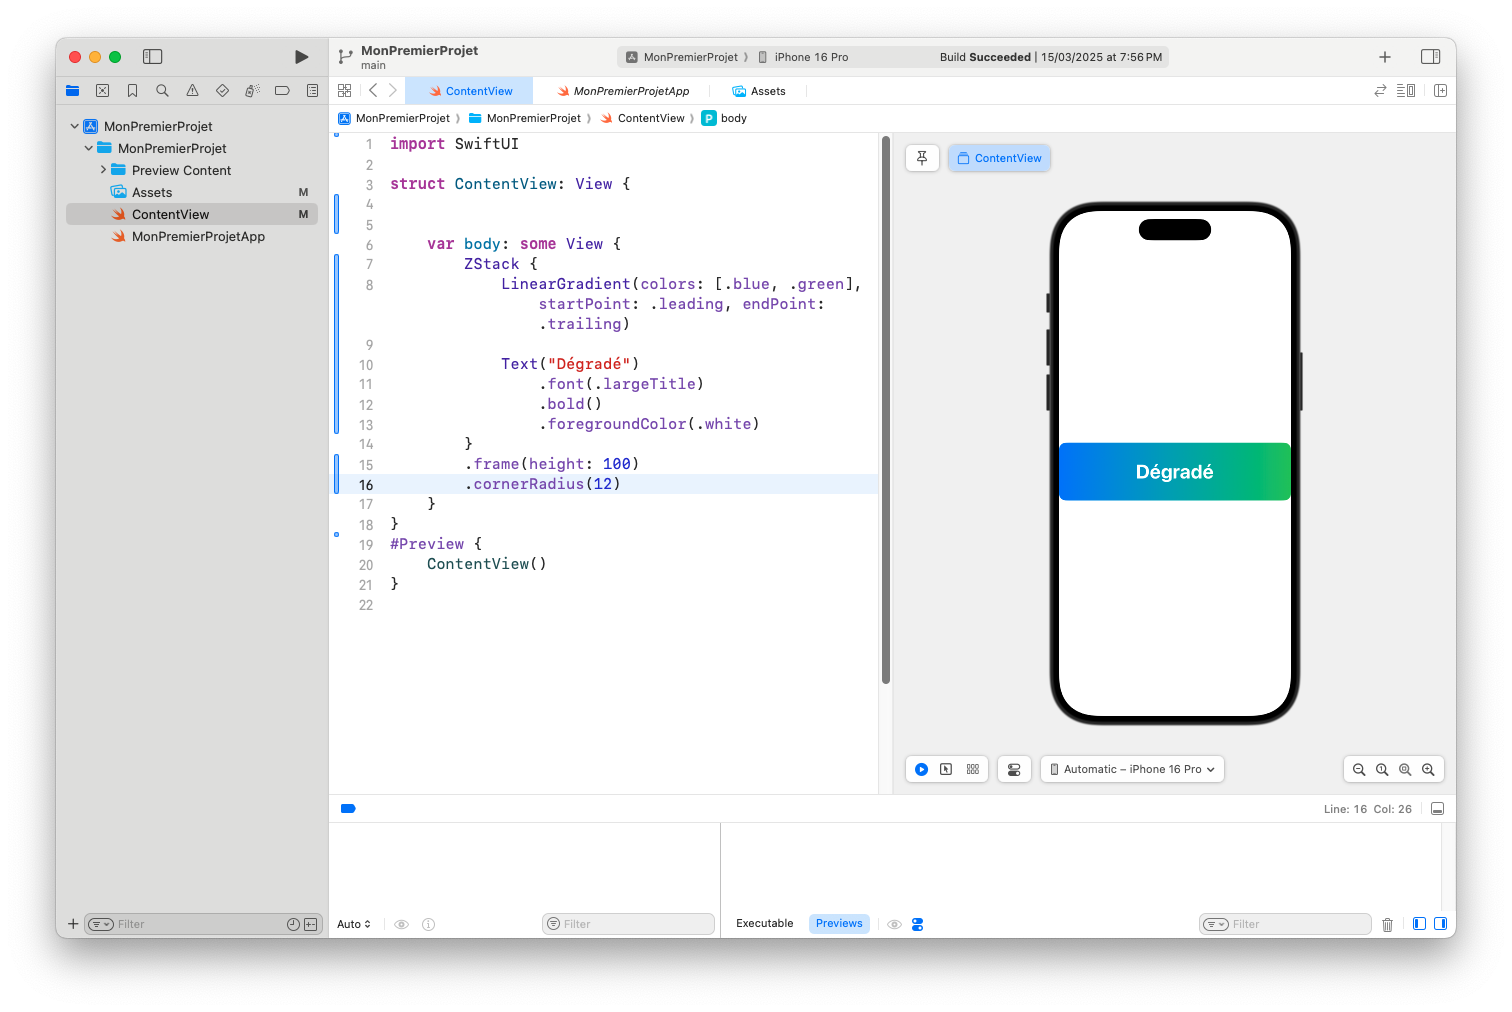 MonPremierProjet
main
MonPremierProjet 〉 iPhone 16 Pro
Build Succeeded | 15/03/2025 at 7:56 PM
ContentView
MonPremierProjetApp
Assets
MonPremierProjet 〉 MonPremierProjet 〉 ContentView 〉 P body
MonPremierProjet
MonPremierProjet
Preview Content
Assets M
ContentView M
MonPremierProjetApp
1 import SwiftUI
2
3 struct ContentView: View {
4
5
6 var body: some View {
7 ZStack {
8 LinearGradient(colors: [.blue, .green],
startPoint: .leading, endPoint:
.trailing)
9
10 Text("Dégradé")
11 .font(.largeTitle)
12 .bold()
13 .foregroundColor(.white)
14 }
15 .frame(height: 100)
16 .cornerRadius(12)
17 }
18 }
19 #Preview {
20 ContentView()
21 }
22
ContentView
Dégradé
Automatic – iPhone 16 Pro
Line: 16 Col: 26
Filter
Auto
Filter
Executable
Previews
Filter